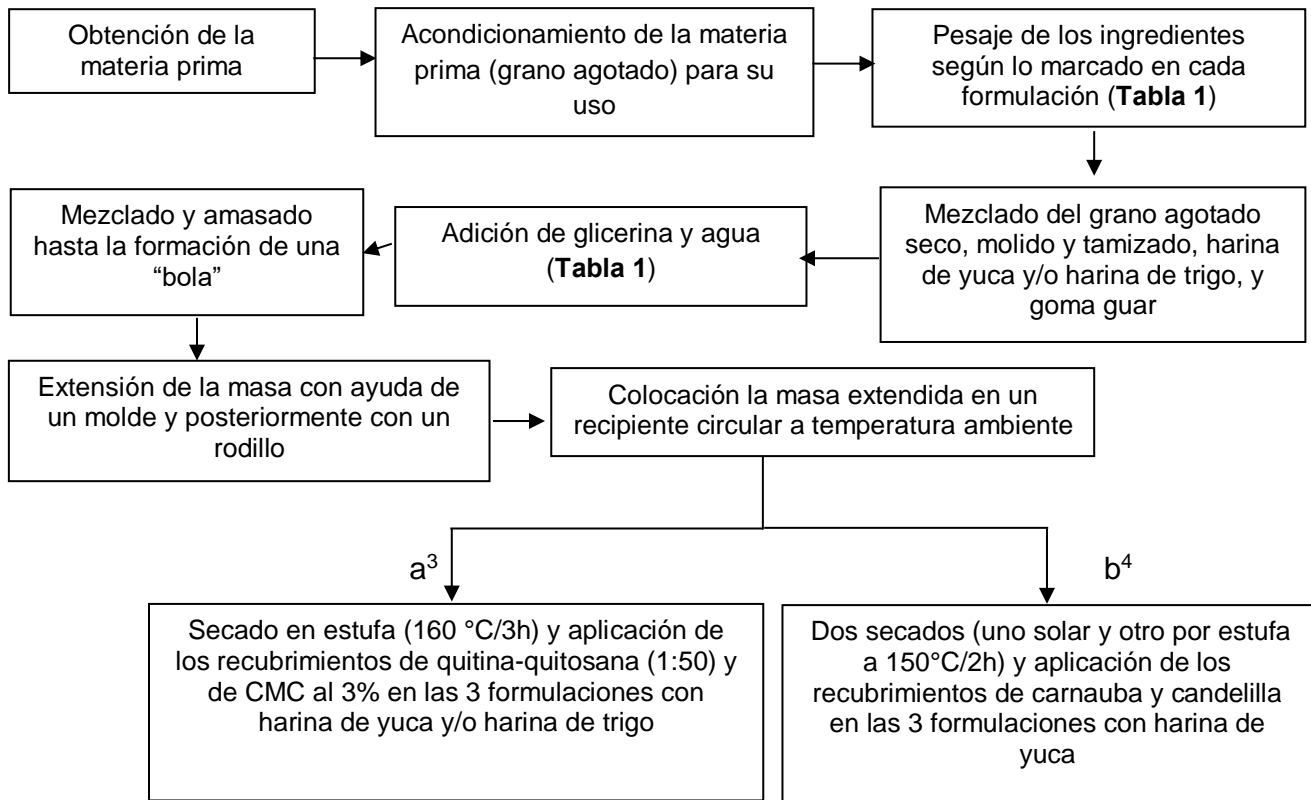 Obtención de la
materia prima
Acondicionamiento de la materia
prima (grano agotado) para su
uso
Pesaje de los ingredientes
según lo marcado en cada
formulación (Tabla 1)
Mezclado del grano agotado
seco, molido y tamizado, harina
de yuca y/o harina de trigo, y
goma guar
Adición de glicerina y agua
(Tabla 1)
Mezclado y amasado
hasta la formación de una
“bola”
Extensión de la masa con ayuda de
un molde y posteriormente con un
rodillo
Colocación la masa extendida en un
recipiente circular a temperatura ambiente
a³
Secado en estufa (160 °C/3h) y aplicación de
los recubrimientos de quitina-quitosana (1:50) y
de CMC al 3% en las 3 formulaciones con
harina de yuca y/o harina de trigo
b⁴
Dos secados (uno solar y otro por estufa
a 150°C/2h) y aplicación de los
recubrimientos de carnauba y candelilla
en las 3 formulaciones con harina de
yuca